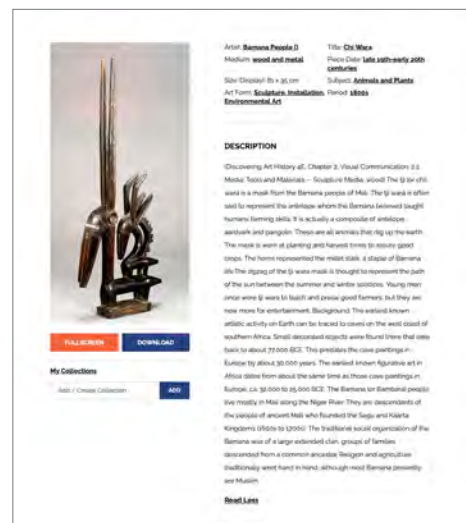 Artist: Bamana People () Title: Chi Wara
Medium: wood and metal Piece Date: late 19th-early 20th
centuries
Size (Display): 81 x 35 cm Subject: Animals and Plants
Art Form: Sculpture, Installation, Period: 1800s
Environmental Art
DESCRIPTION
(Discovering Art History 4E, Chapter 2, Visual Communication: 2.2
Media: Tools and Materials -- Sculpture Media, wood) The tji (or chi)
wara is a mask from the Bamana people of Mali. The tji wara is often
said to represent the antelope whom the Bamana believed taught
humans farming skills. It is actually a composite of antelope,
aardvark and pangolin. These are all animals that dig up the earth.
The mask is worn at planting and harvest times to assure good
crops. The horns represented the millet stalk, a staple of Bamana
life. The zigzag of the tji wara mask is thought to represent the path
of the sun between the summer and winter solstices. Young men
once wore tji wara to teach and praise good farmers, but they are
now more for entertainment. Background: The earliest known
artistic activity on Earth can be traced to caves on the west coast of
southern Africa. Small decorated objects were found there that date
back to about 77,000 BCE. This predates the cave paintings in
Europe by about 30,000 years. The earliest known figurative art in
Africa dates from about the same time as those cave paintings in
Europe, ca. 32,000 to 25,000 BCE. The Bamana (or Bambana) people
live mostly in Mali along the Niger River. They are descendants of
the people of ancient Mali who founded the Segu and Kaarta
Kingdoms (1600s to 1700s). The traditional social organization of the
Bamana was of a large extended clan, groups of families
descended from a common ancestor. Religion and agriculture
traditionally went hand in hand, although most Bamana presently
are Muslim.
Read Less
FULLSCREEN DOWNLOAD
My Collections
Add / Create Collection ADD